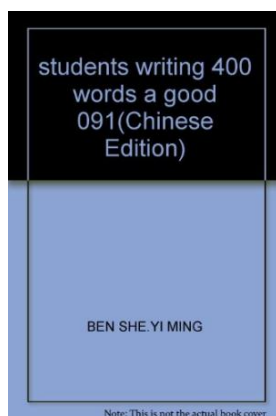 students writing 400
words a good
091(Chinese
Edition)
BEN SHE.YI MING
Note: This is not the actual book cover